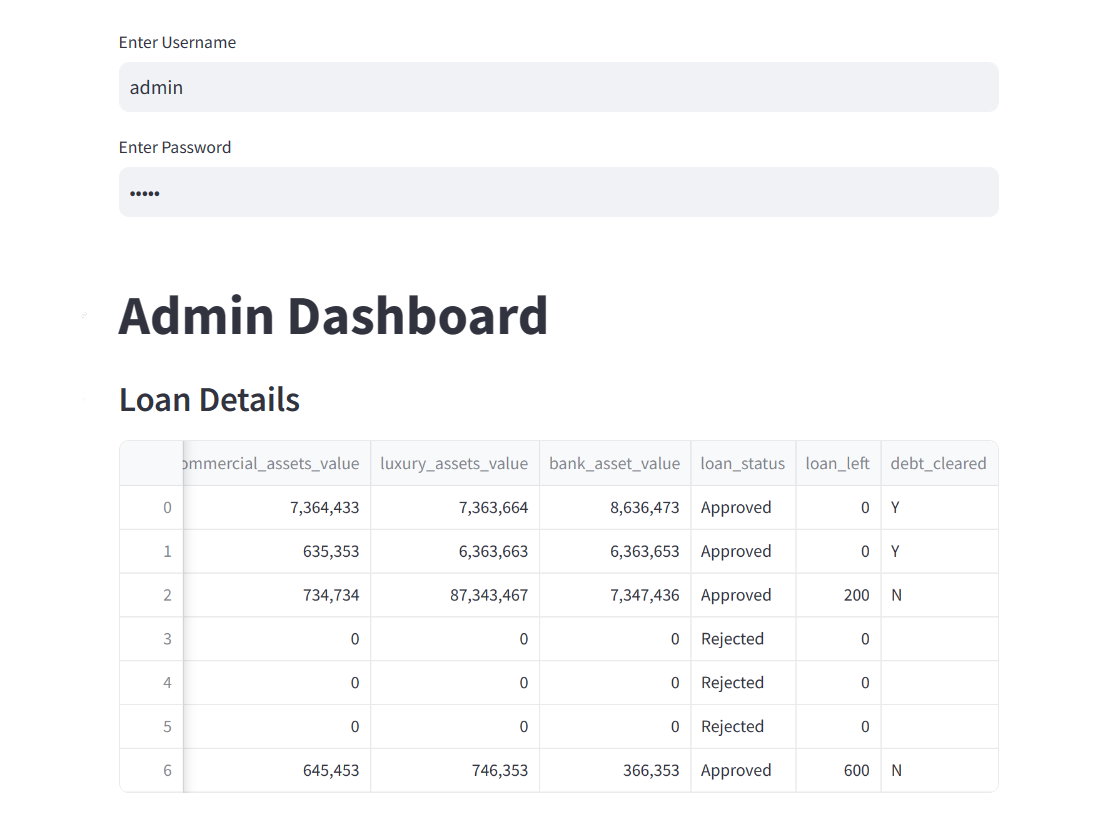 Enter Username
admin
Enter Password
•••••
Admin Dashboard
Loan Details
ommercial_assets_value luxury_assets_value bank_asset_value loan_status loan_left debt_cleared
0 7,364,433 7,363,664 8,636,473 Approved 0 Y
1 635,353 6,363,663 6,363,653 Approved 0 Y
2 734,734 87,343,467 7,347,436 Approved 200 N
3 0 0 0 Rejected 0
4 0 0 0 Rejected 0
5 0 0 0 Rejected 0
6 645,453 746,353 366,353 Approved 600 N